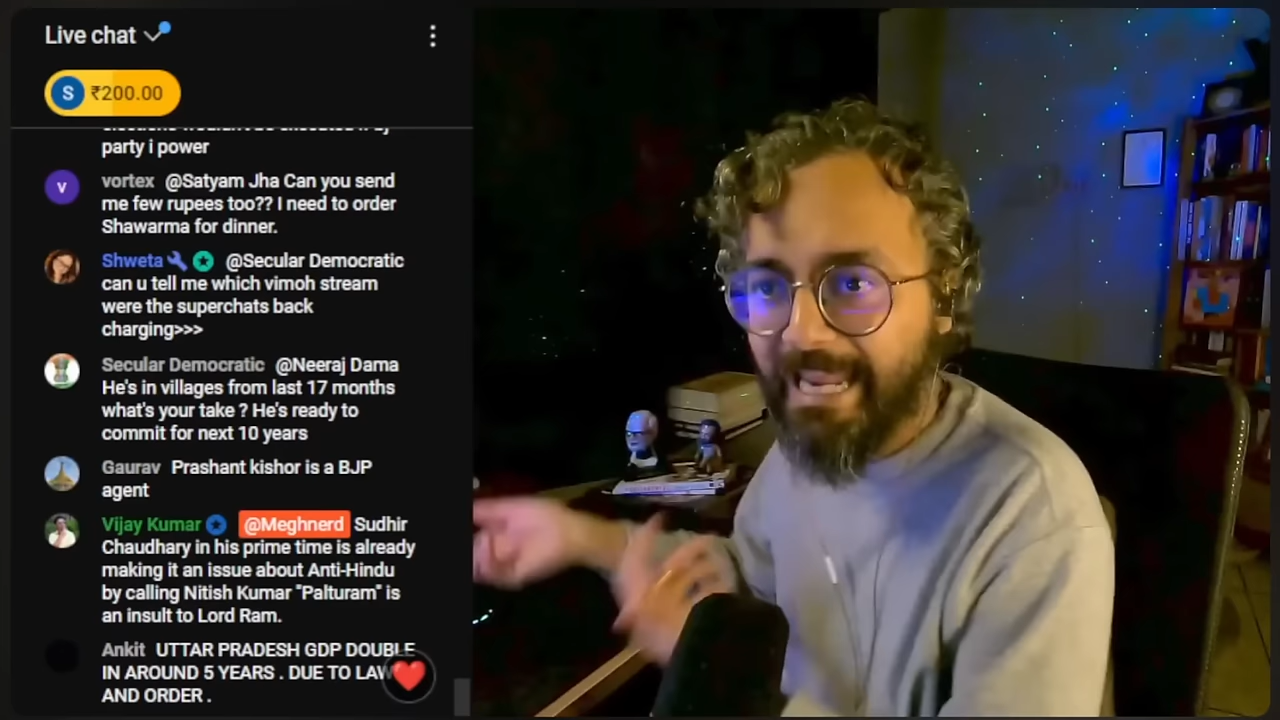 Live chat
S ₹200.00
party i power
V vortex @Satyam Jha Can you send
me few rupees too?? I need to order
Shawarma for dinner.
Shweta @Secular Democratic
can u tell me which vimoh stream
were the superchats back
charging>>>
Secular Democratic @Neeraj Dama
He's in villages from last 17 months
what's your take ? He's ready to
commit for next 10 years
Gaurav Prashant kishor is a BJP
agent
Vijay Kumar @Meghnerd Sudhir
Chaudhary in his prime time is already
making it an issue about Anti-Hindu
by calling Nitish Kumar "Palturam" is
an insult to Lord Ram.
Ankit UTTAR PRADESH GDP DOUBLE
IN AROUND 5 YEARS . DUE TO LAW
AND ORDER .